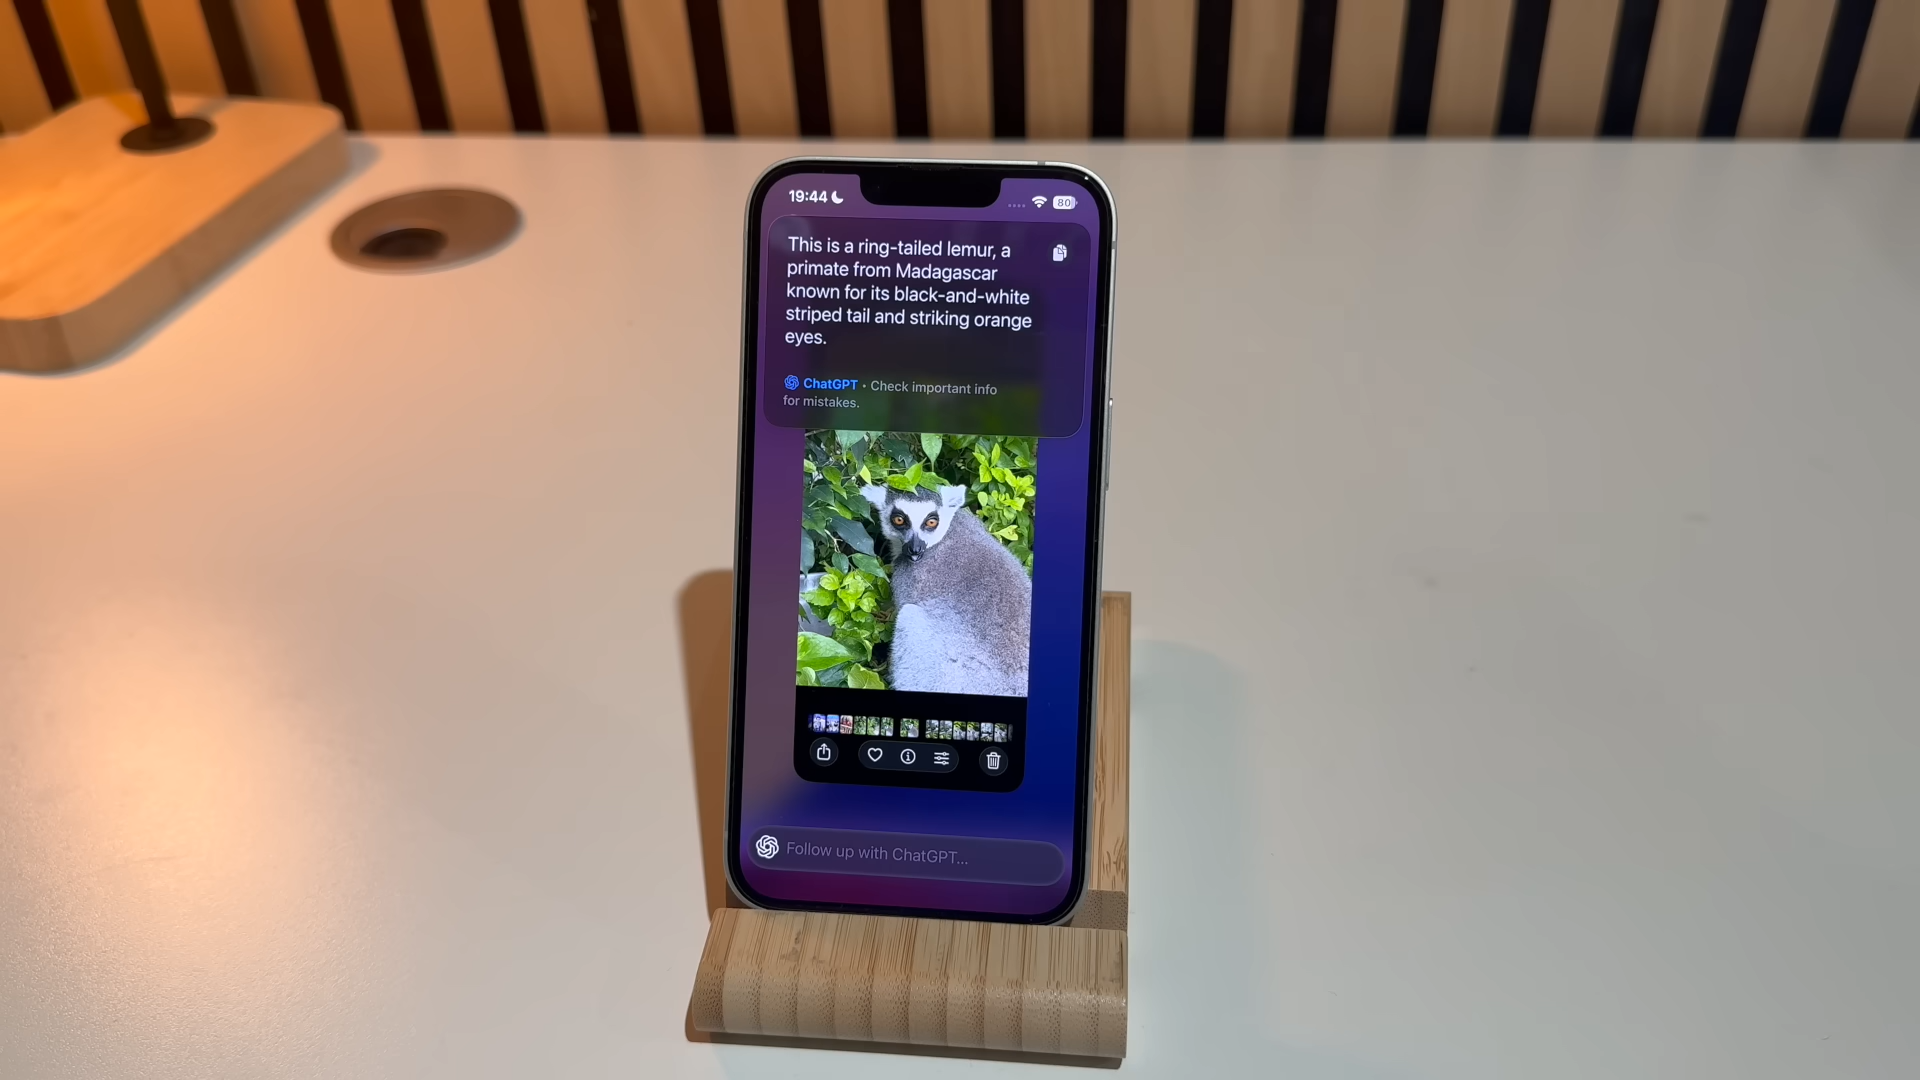 19:44
80
This is a ring-tailed lemur, a
primate from Madagascar
known for its black-and-white
striped tail and striking orange
eyes.
ChatGPT • Check important info
for mistakes.
Follow up with ChatGPT...